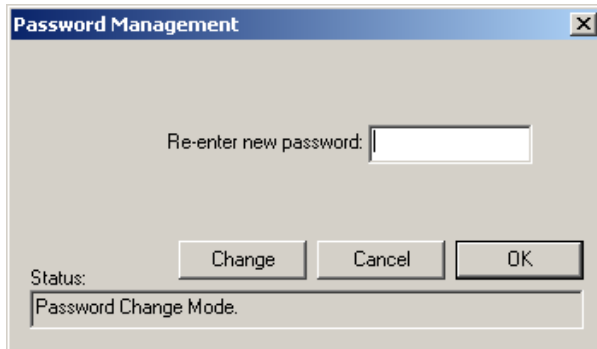 Password Management
Re-enter new password:
Change Cancel OK
Status:
Password Change Mode.